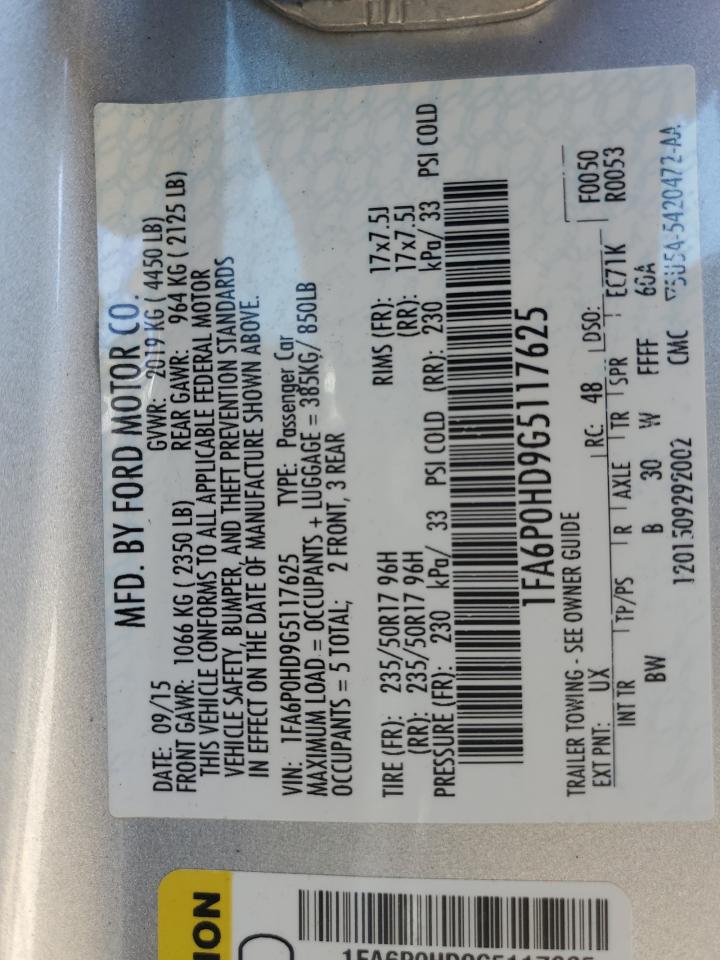 MFD. BY FORD MOTOR CO.
DATE: 09/15 GVWR: 2019 KG ( 4450 LB)
FRONT GAWR: 1066 KG ( 2350 LB) REAR GAWR: 964 KG ( 2125 LB)
THIS VEHICLE CONFORMS TO ALL APPLICABLE FEDERAL MOTOR
VEHICLE SAFETY, BUMPER, AND THEFT PREVENTION STANDARDS
IN EFFECT ON THE DATE OF MANUFACTURE SHOWN ABOVE.
VIN: 1FA6P0HD9G5117625 TYPE: Passenger Car
MAXIMUM LOAD = OCCUPANTS + LUGGAGE = 385KG/ 850LB
OCCUPANTS = 5 TOTAL; 2 FRONT, 3 REAR
TIRE (FR): 235/50R17 96H RIMS (FR): 17x7.5J
(RR): 235/50R17 96H (RR): 17x7.5J
PRESSURE (FR): 230 kPa/ 33 PSI COLD (RR): 230 kPa/ 33 PSI COLD
1FA6P0HD9G5117625
TRAILER TOWING - SEE OWNER GUIDE
EXT PNT: UX RC: 48 DSO: F0050
INT TR TP/PS R AXLE TR SPR EC71K R0053
BW B 30 W FFFF 60A
1201509292002 CMC 5U5A-5420472-AA
ION